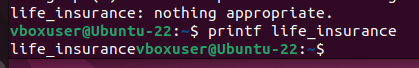 life_insurance: nothing appropriate.
vboxuser@Ubuntu-22:~$ printf life_insurance
life_insurancevboxuser@Ubuntu-22:~$